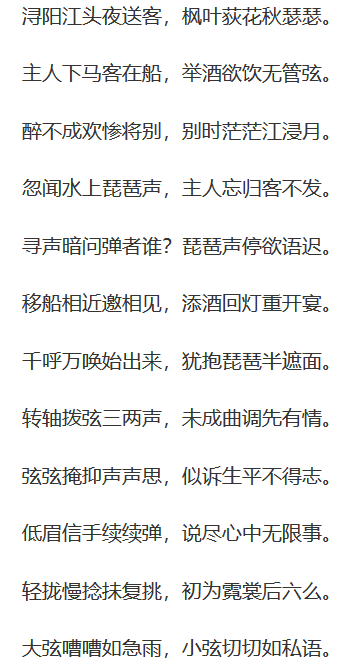 浔阳江头夜送客，枫叶荻花秋瑟瑟。
主人下马客在船，举酒欲饮无管弦。
醉不成欢惨将别，别时茫茫江浸月。
忽闻水上琵琶声，主人忘归客不发。
寻声暗问弹者谁？琵琶声停欲语迟。
移船相近邀相见，添酒回灯重开宴。
千呼万唤始出来，犹抱琵琶半遮面。
转轴拨弦三两声，未成曲调先有情。
弦弦掩抑声声思，似诉生平不得志。
低眉信手续续弹，说尽心中无限事。
轻拢慢捻抹复挑，初为霓裳后六幺。
大弦嘈嘈如急雨，小弦切切如私语。